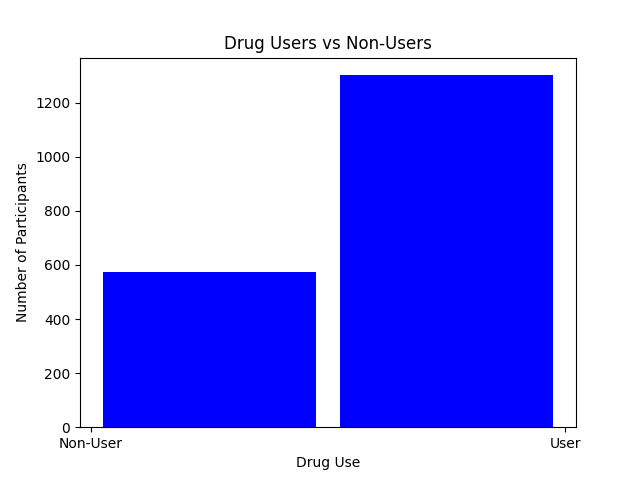 Drug Users vs Non-Users
Number of Participants
1200
1000
800
600
400
200
0
Non-User
User
Drug Use